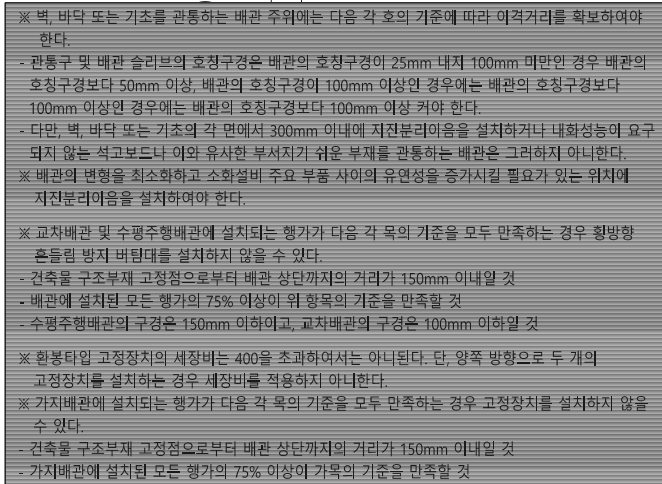 ※ 벽, 바닥 또는 기초를 관통하는 배관 주위에는 다음 각 호의 기준에 따라 이격거리를 확보하여야
한다.
- 관통구 및 배관 슬리브의 호칭구경은 배관의 호칭구경이 25mm 내지 100mm 미만인 경우 배관의
호칭구경보다 50mm 이상, 배관의 호칭구경이 100mm 이상인 경우에는 배관의 호칭구경보다
100mm 이상인 경우에는 배관의 호칭구경보다 100mm 이상 커야 한다.
- 다만, 벽, 바닥 또는 기초의 각 면에서 300mm 이내에 지진분리이음을 설치하거나 내화성능이 요구
되지 않는 석고보드나 이와 유사한 부서지기 쉬운 부재를 관통하는 배관은 그러하지 아니한다.
※ 배관의 변형을 최소화하고 소화설비 주요 부품 사이의 유연성을 증가시킬 필요가 있는 위치에
지진분리이음을 설치하여야 한다.
※ 교차배관 및 수평주행배관에 설치되는 행가가 다음 각 목의 기준을 모두 만족하는 경우 횡방향
흔들림 방지 버팀대를 설치하지 않을 수 있다.
- 건축물 구조부재 고정점으로부터 배관 상단까지의 거리가 150mm 이내일 것
- 배관에 설치된 모든 행가의 75% 이상이 위 항목의 기준을 만족할 것
- 수평주행배관의 구경은 150mm 이하이고, 교차배관의 구경은 100mm 이하일 것
※ 환봉타입 고정장치의 세장비는 400을 초과하여서는 아니된다. 단, 양쪽 방향으로 두 개의
고정장치를 설치하는 경우 세장비를 적용하지 아니한다.
※ 가지배관에 설치되는 행가가 다음 각 목의 기준을 모두 만족하는 경우 고정장치를 설치하지 않을
수 있다.
- 건축물 구조부재 고정점으로부터 배관 상단까지의 거리가 150mm 이내일 것
- 가지배관에 설치된 모든 행가의 75% 이상이 가목의 기준을 만족할 것